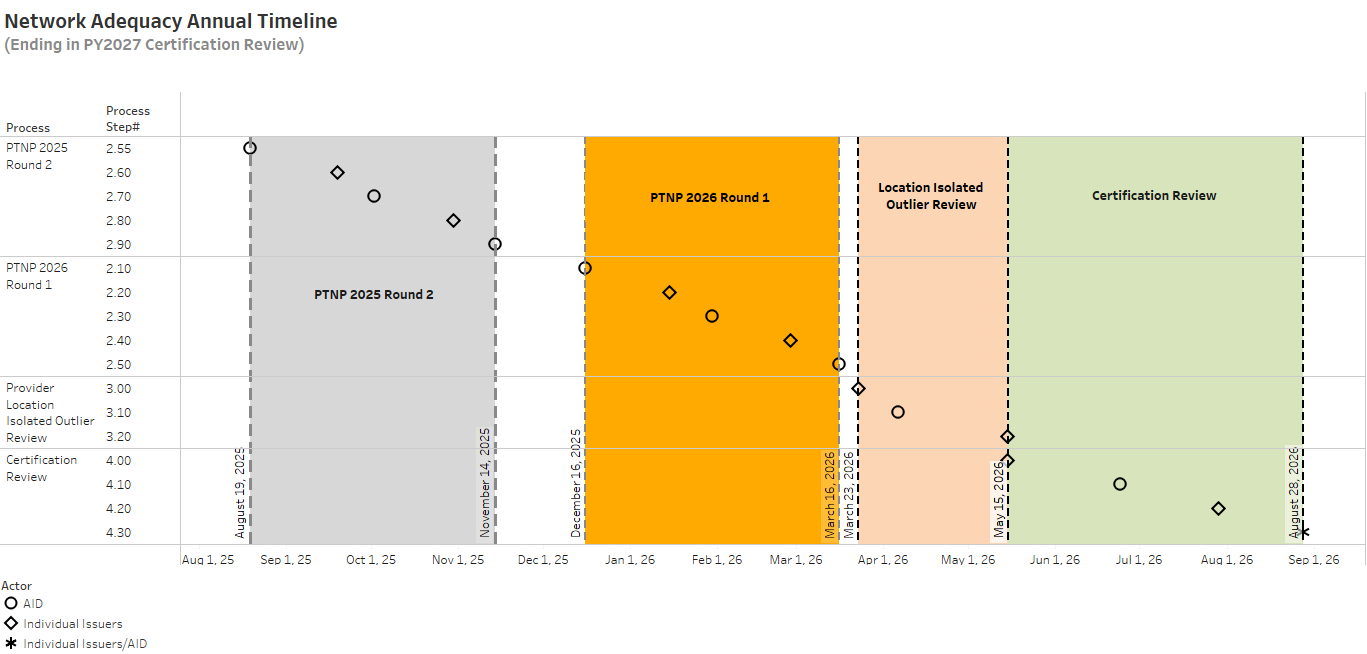 Network Adequacy Annual Timeline
(Ending in PY2027 Certification Review)
Process
Process
Step#
PTNP 2025
Round 2
2.55
2.60
2.70
2.80
2.90
PTNP 2026
Round 1
2.10
2.20
2.30
2.40
2.50
Provider
Location
Isolated Outlier
Review
3.00
3.10
3.20
Certification
Review
4.00
4.10
4.20
4.30
PTNP 2025 Round 2
PTNP 2026 Round 1
Location Isolated
Outlier Review
Certification Review
August 19, 2025
November 14, 2025
December 16, 2025
March 16, 2026
March 23, 2026
May 15, 2026
August 28, 2026
Aug 1, 25
Sep 1, 25
Oct 1, 25
Nov 1, 25
Dec 1, 25
Jan 1, 26
Feb 1, 26
Mar 1, 26
Apr 1, 26
May 1, 26
Jun 1, 26
Jul 1, 26
Aug 1, 26
Sep 1, 26
Actor
AID
Individual Issuers
Individual Issuers/AID